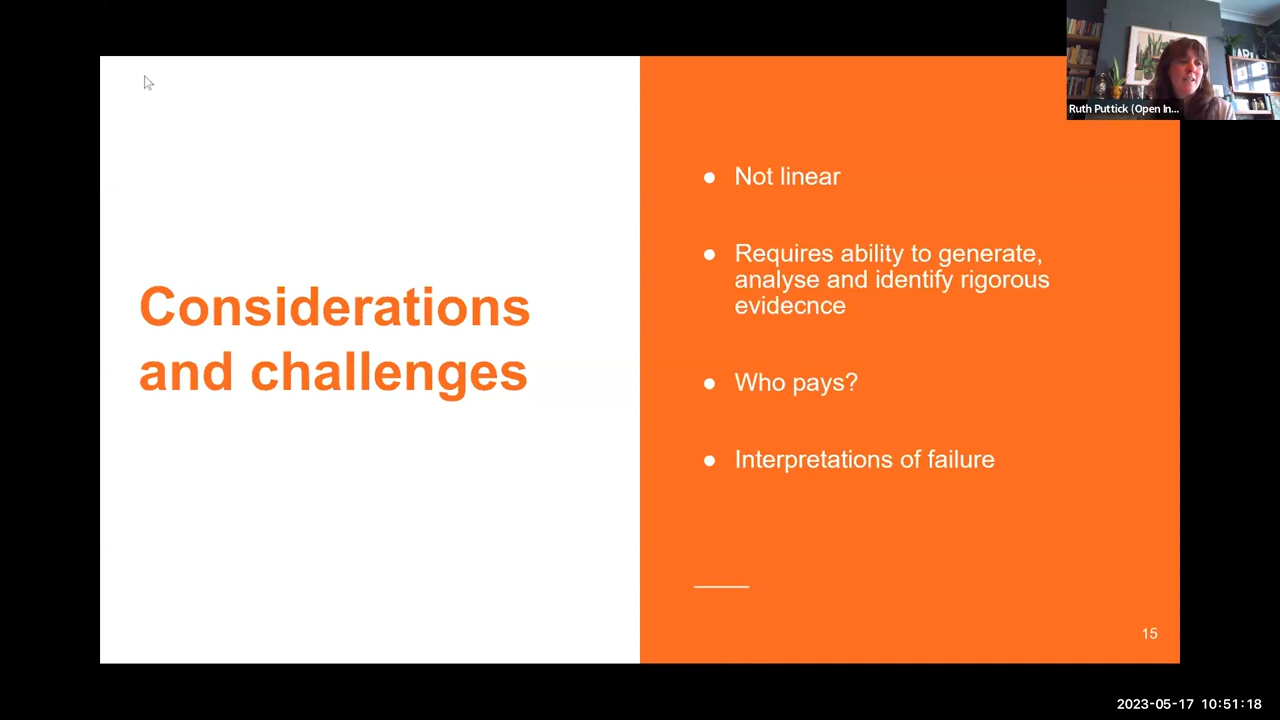 Ruth Puttick (Open In...
Considerations
and challenges
● Not linear
● Requires ability to generate,
analyse and identify rigorous
evidecnce
● Who pays?
● Interpretations of failure
15
2023-05-17 10:51:18